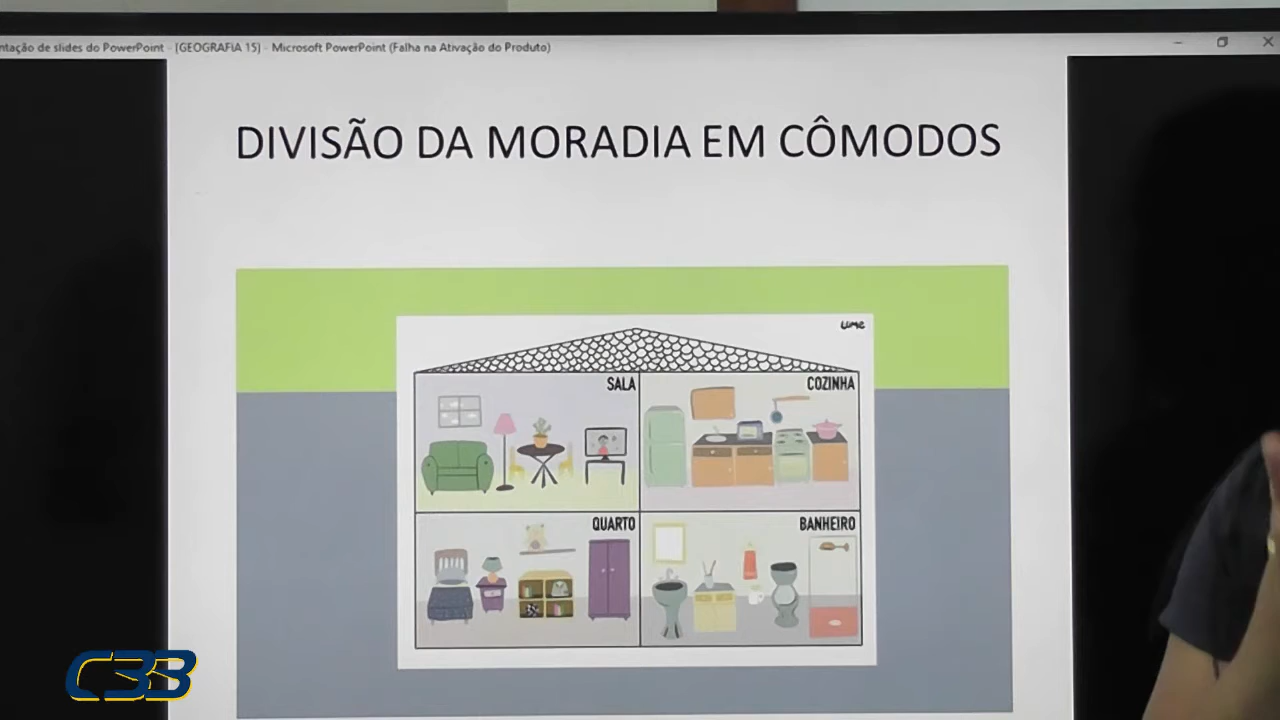 ntação de slides do PowerPoint - [GEOGRAFIA 15] - Microsoft PowerPoint (Falha na Ativação do Produto)
DIVISÃO DA MORADIA EM CÔMODOS
SALA
COZINHA
QUARTO
BANHEIRO
CBB